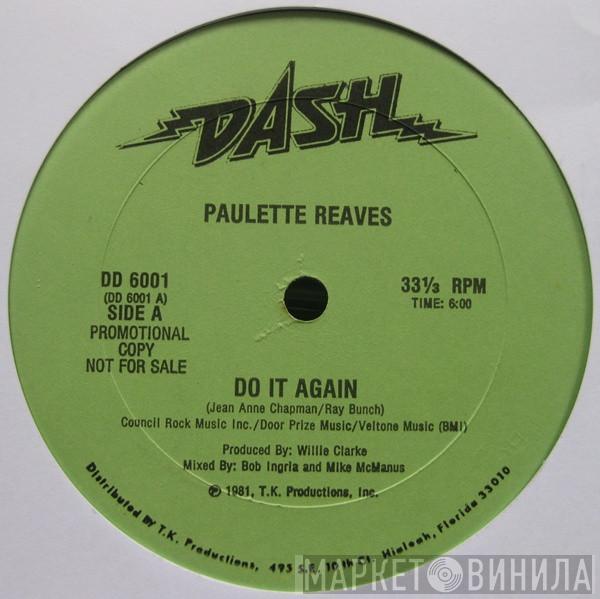 DASH
PAULETTE REAVES
DD 6001
(DD 6001 A)
SIDE A
PROMOTIONAL
COPY
NOT FOR SALE
33⅓ RPM
TIME: 6:00
DO IT AGAIN
(Jean Anne Chapman/Ray Bunch)
Council Rock Music Inc./Door Prize Music/Veltone Music (BMI)
Produced By: Willie Clarke
Mixed By: Bob Ingria and Mike McManus
℗ 1981, T.K. Productions, Inc.
Distributed By T.K. Productions, 495 S.E. 10th Ct. Hialeah, Florida 33010
МАРКЕТ ВИНИЛА